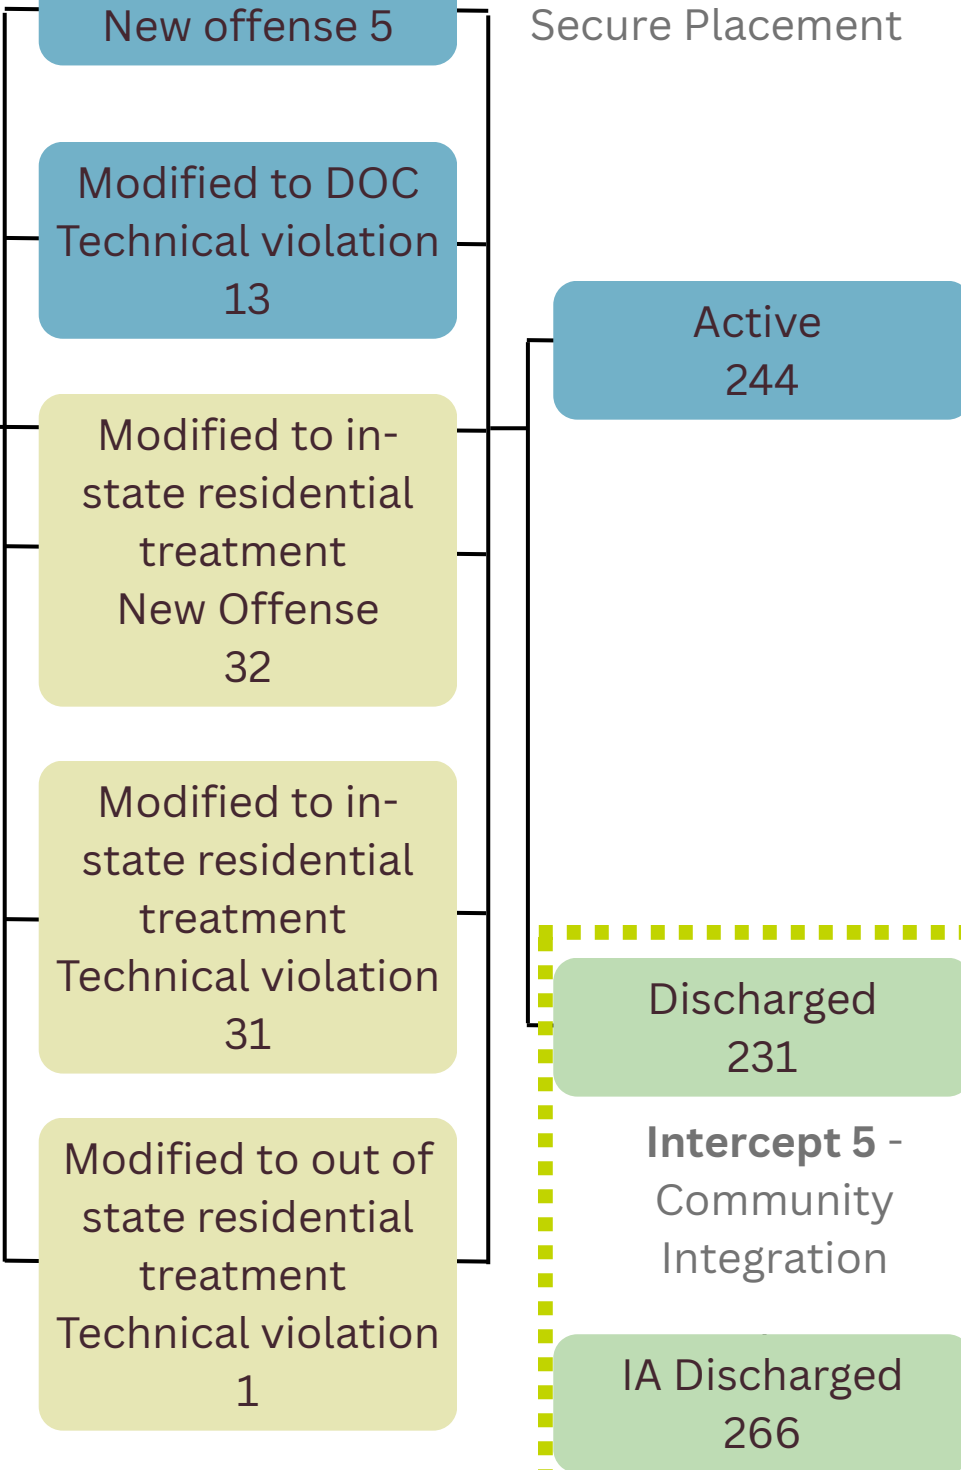 New offense 5
Modified to DOC
Technical violation
13
Modified to in-
state residential
treatment
New Offense
32
Modified to in-
state residential
treatment
Technical violation
31
Modified to out of
state residential
treatment
Technical violation
1
Secure Placement
Active
244
Discharged
231
Intercept 5 -
Community
Integration
IA Discharged
266